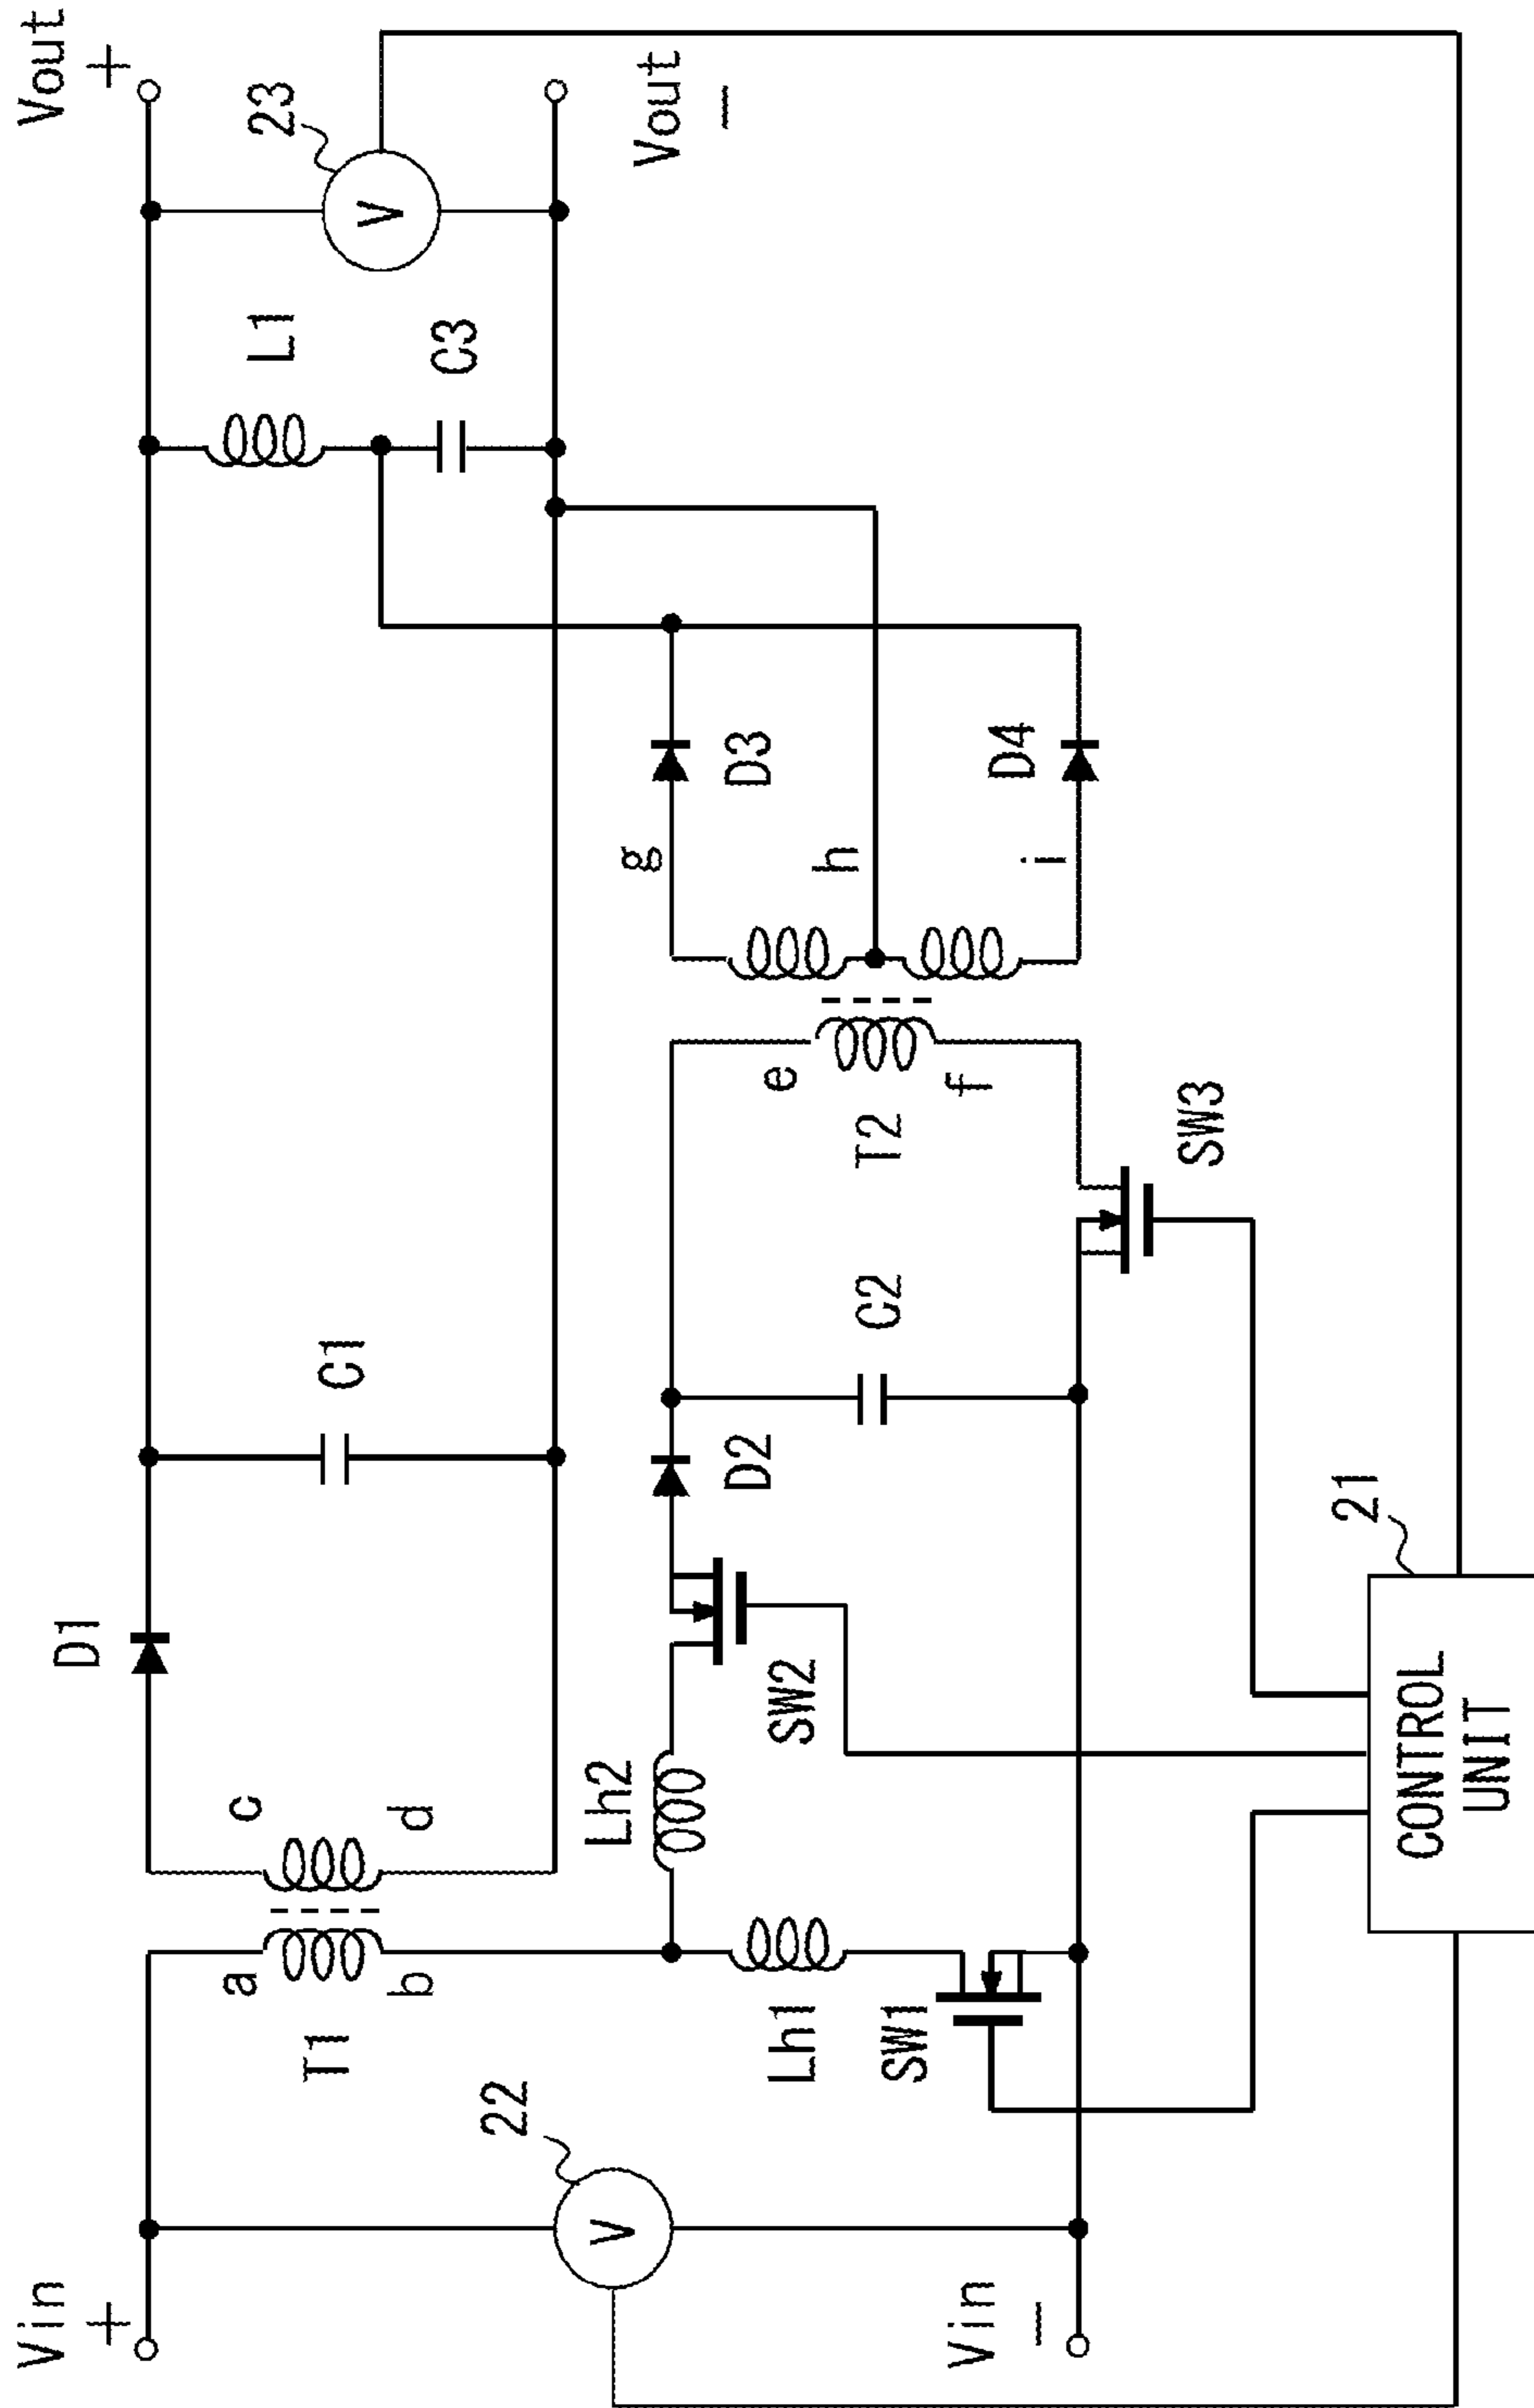 Vin
+
Vout
+
T1
a
b
c
d
D1
C1
L1
23
V
C3
Vout
−
22
V
Lh2
SW2
D2
g
D3
Lh1
SW1
C2
e
f
T2
h
i
D4
SW3
Vin
−
21
CONTROL
UNIT